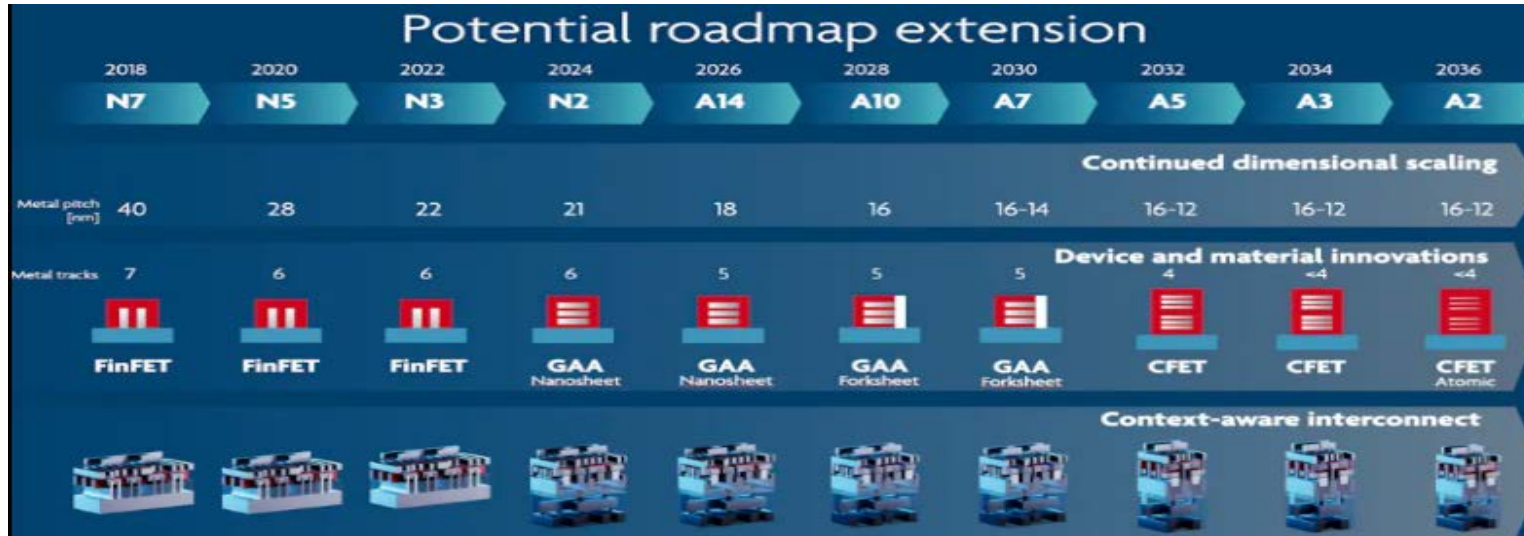 Potential roadmap extension
2018 2020 2022 2024 2026 2028 2030 2032 2034 2036
N7 N5 N3 N2 A14 A10 A7 A5 A3 A2
Continued dimensional scaling
Metal pitch [nm] 40 28 22 21 18 16 16-14 16-12 16-12 16-12
Device and material innovations
Metal tracks 7 6 6 6 5 5 5 4 <4 <4
FinFET FinFET FinFET GAA GAA GAA GAA CFET CFET CFET
Nanosheet Nanosheet Forksheet Forksheet Atomic
Context-aware interconnect